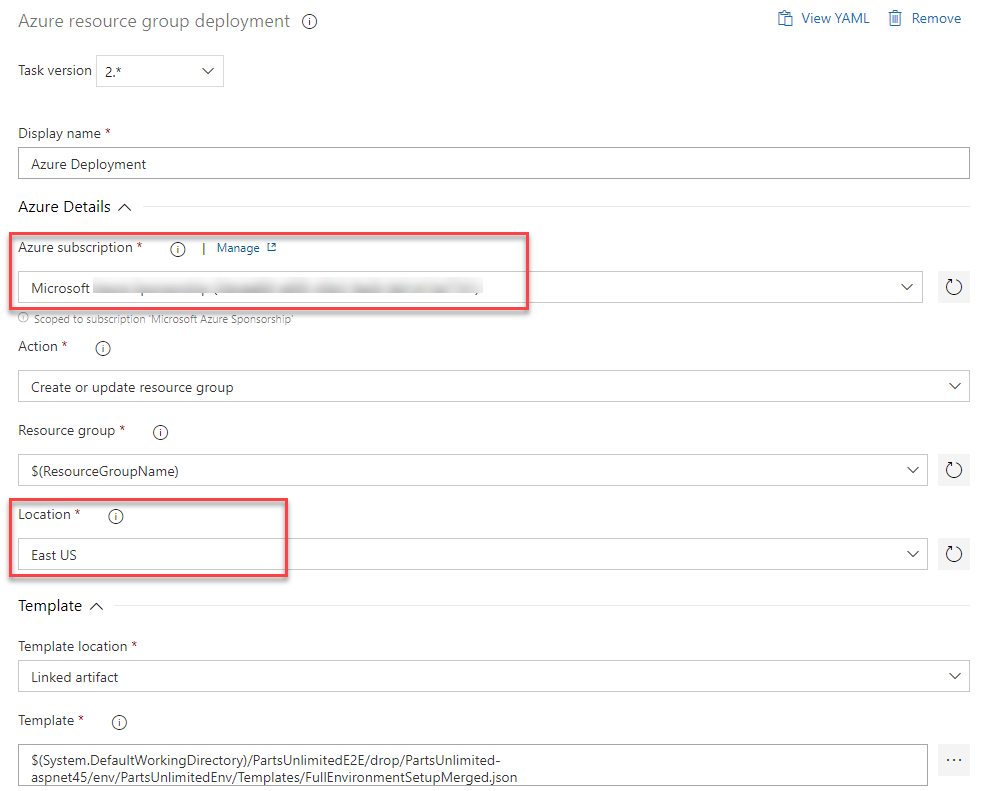 Azure resource group deployment
View YAML
Remove
Task version
2.*
Display name *
Azure Deployment
Azure Details
Azure subscription *
| Manage
Microsoft
Scoped to subscription 'Microsoft Azure Sponsorship'
Action *
Create or update resource group
Resource group *
$(ResourceGroupName)
Location *
East US
Template
Template location *
Linked artifact
Template *
$(System.DefaultWorkingDirectory)/PartsUnlimitedE2E/drop/PartsUnlimited-
aspnet45/env/PartsUnlimitedEnv/Templates/FullEnvironmentSetupMerged.json
...